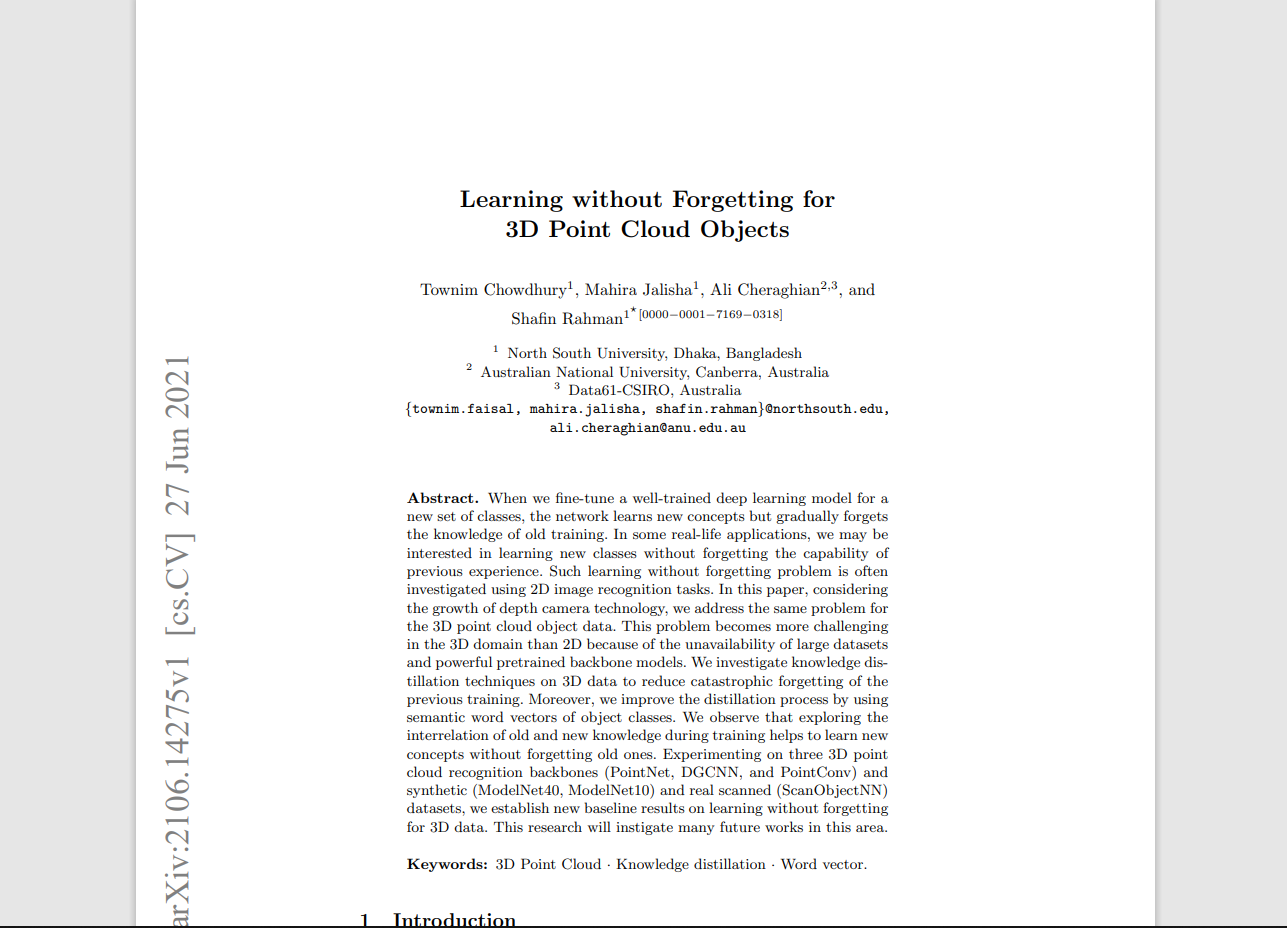 Learning without Forgetting for
3D Point Cloud Objects
Townim Chowdhury1, Mahira Jalisha1, Ali Cheraghian2,3, and
Shafin Rahman1*[0000−0001−7169−0318]
1 North South University, Dhaka, Bangladesh
2 Australian National University, Canberra, Australia
3 Data61-CSIRO, Australia
{townim.faisal, mahira.jalisha, shafin.rahman}@northsouth.edu,
ali.cheraghian@anu.edu.au
Abstract. When we fine-tune a well-trained deep learning model for a
new set of classes, the network learns new concepts but gradually forgets
the knowledge of old training. In some real-life applications, we may be
interested in learning new classes without forgetting the capability of
previous experience. Such learning without forgetting problem is often
investigated using 2D image recognition tasks. In this paper, considering
the growth of depth camera technology, we address the same problem for
the 3D point cloud object data. This problem becomes more challenging
in the 3D domain than 2D because of the unavailability of large datasets
and powerful pretrained backbone models. We investigate knowledge dis-
tillation techniques on 3D data to reduce catastrophic forgetting of the
previous training. Moreover, we improve the distillation process by using
semantic word vectors of object classes. We observe that exploring the
interrelation of old and new knowledge during training helps to learn new
concepts without forgetting old ones. Experimenting on three 3D point
cloud recognition backbones (PointNet, DGCNN, and PointConv) and
synthetic (ModelNet40, ModelNet10) and real scanned (ScanObjectNN)
datasets, we establish new baseline results on learning without forgetting
for 3D data. This research will instigate many future works in this area.
Keywords: 3D Point Cloud · Knowledge distillation · Word vector.
1 Introduction
arXiv:2106.14275v1 [cs.CV] 27 Jun 2021